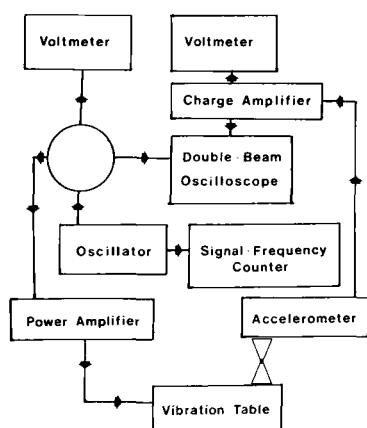 Voltmeter
Voltmeter
Charge Amplifier
Double-Beam
Oscilloscope
Oscillator
Signal-Frequency
Counter
Power Amplifier
Accelerometer
Vibration Table